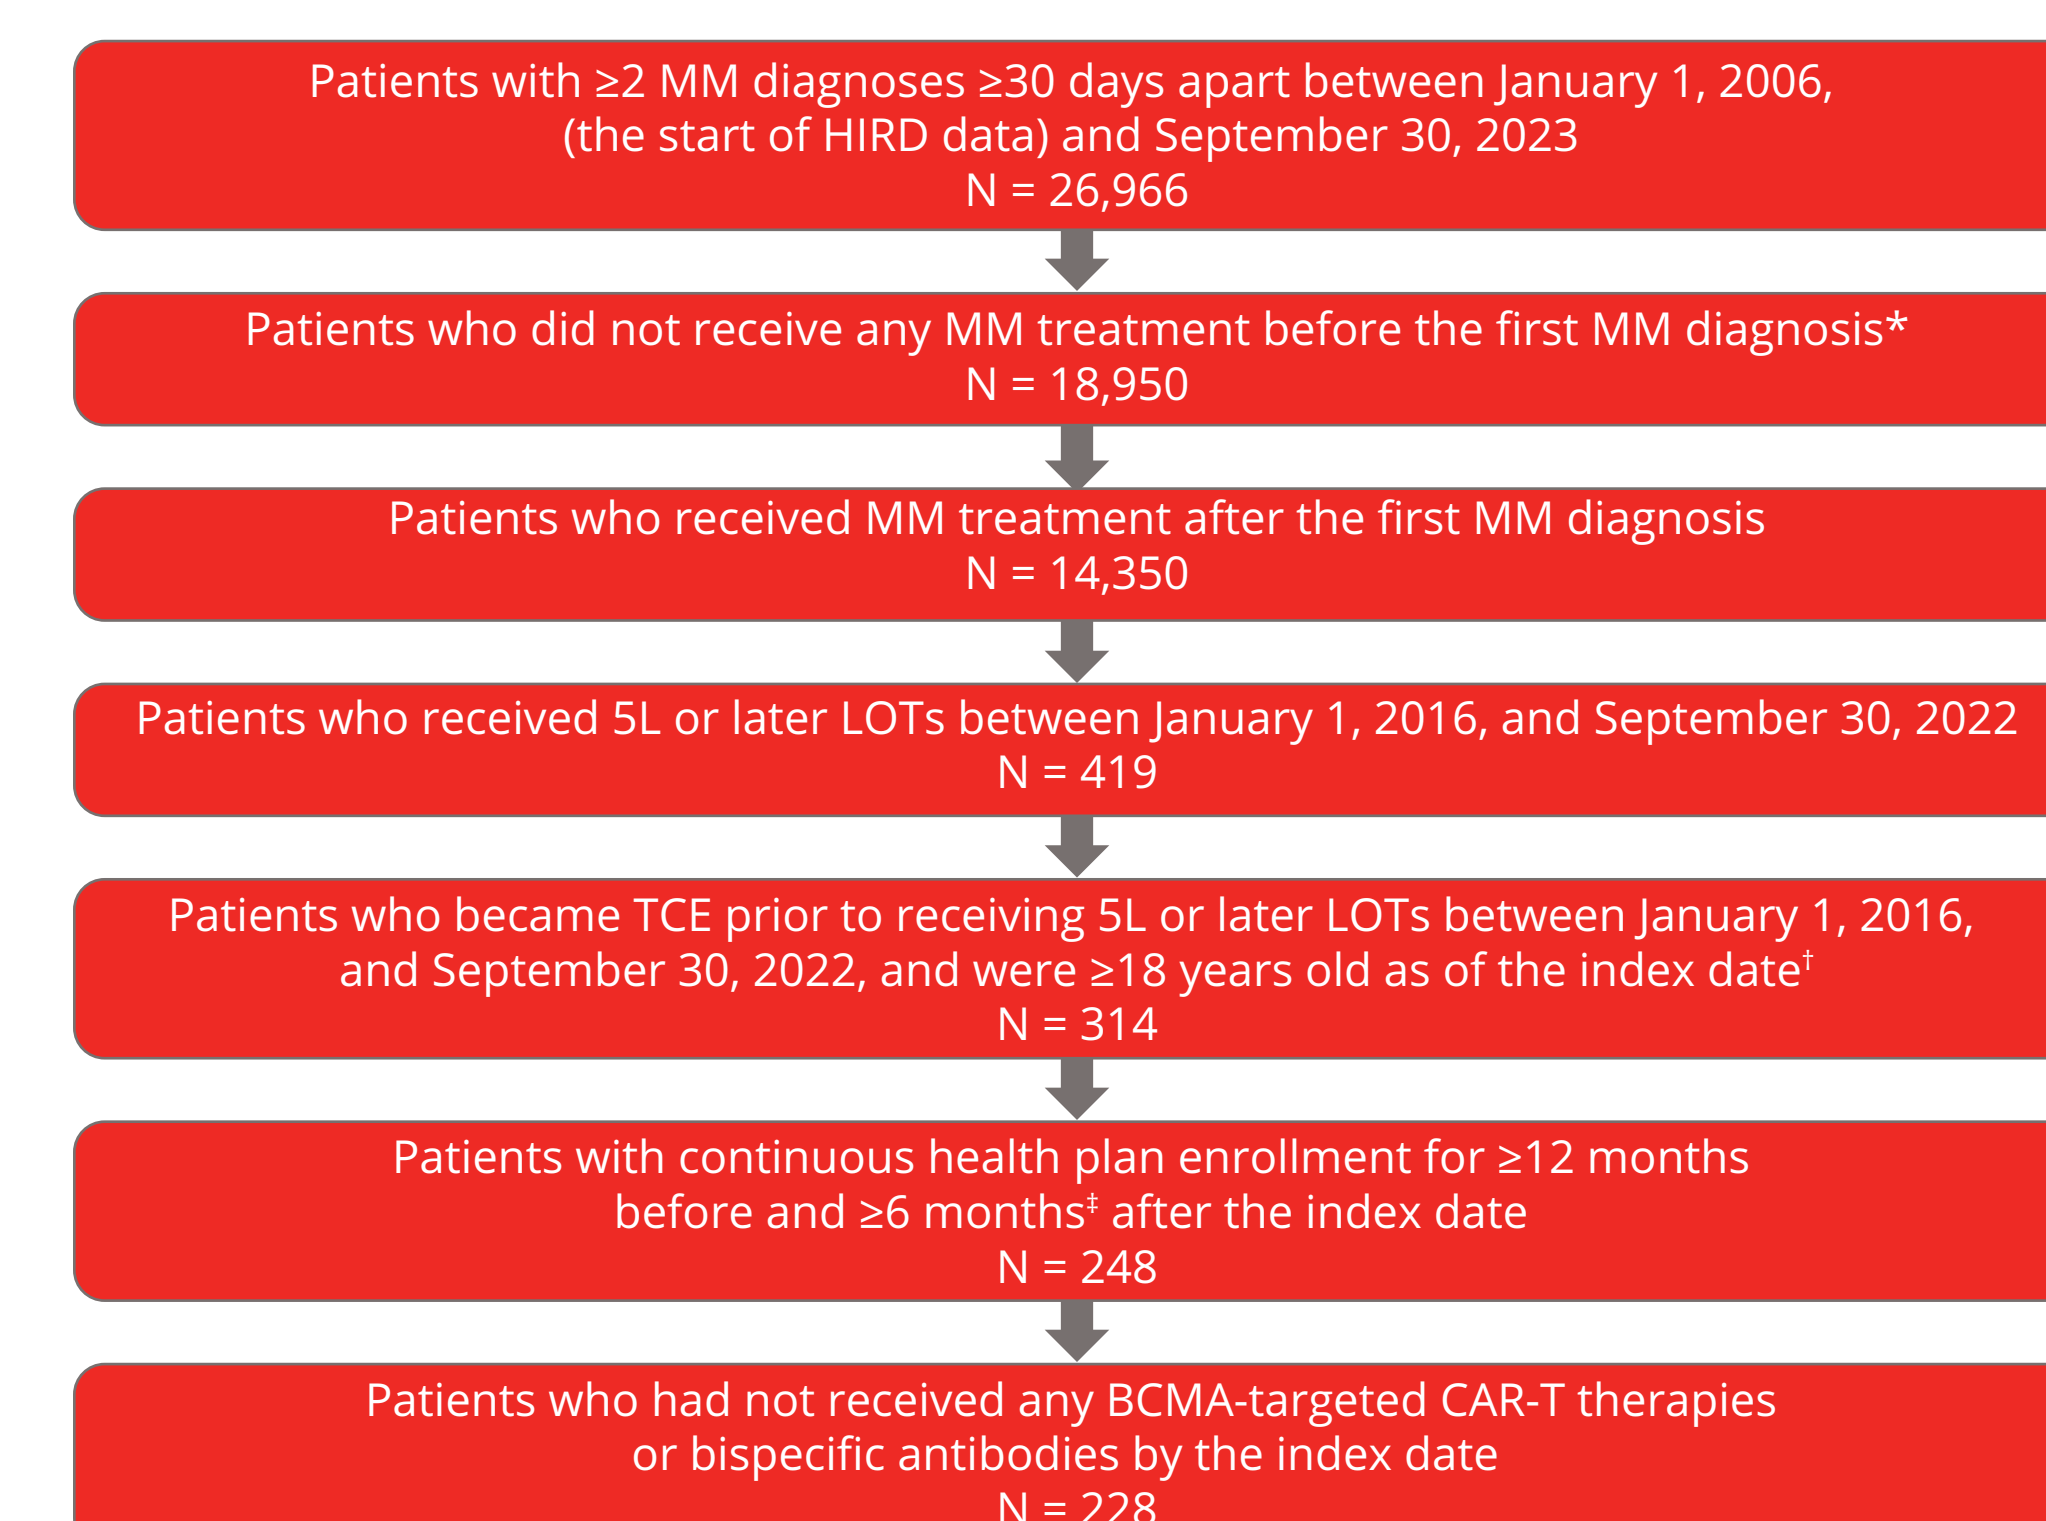 Patients with ≥2 MM diagnoses ≥30 days apart between January 1, 2006,
(the start of HIRD data) and September 30, 2023
N = 26,966
Patients who did not receive any MM treatment before the first MM diagnosis*
N = 18,950
Patients who received MM treatment after the first MM diagnosis
N = 14,350
Patients who received 5L or later LOTs between January 1, 2016, and September 30, 2022
N = 419
Patients who became TCE prior to receiving 5L or later LOTs between January 1, 2016,
and September 30, 2022, and were ≥18 years old as of the index date†
N = 314
Patients with continuous health plan enrollment for ≥12 months
before and ≥6 months‡ after the index date
N = 248
Patients who had not received any BCMA-targeted CAR-T therapies
or bispecific antibodies by the index date
N = 228